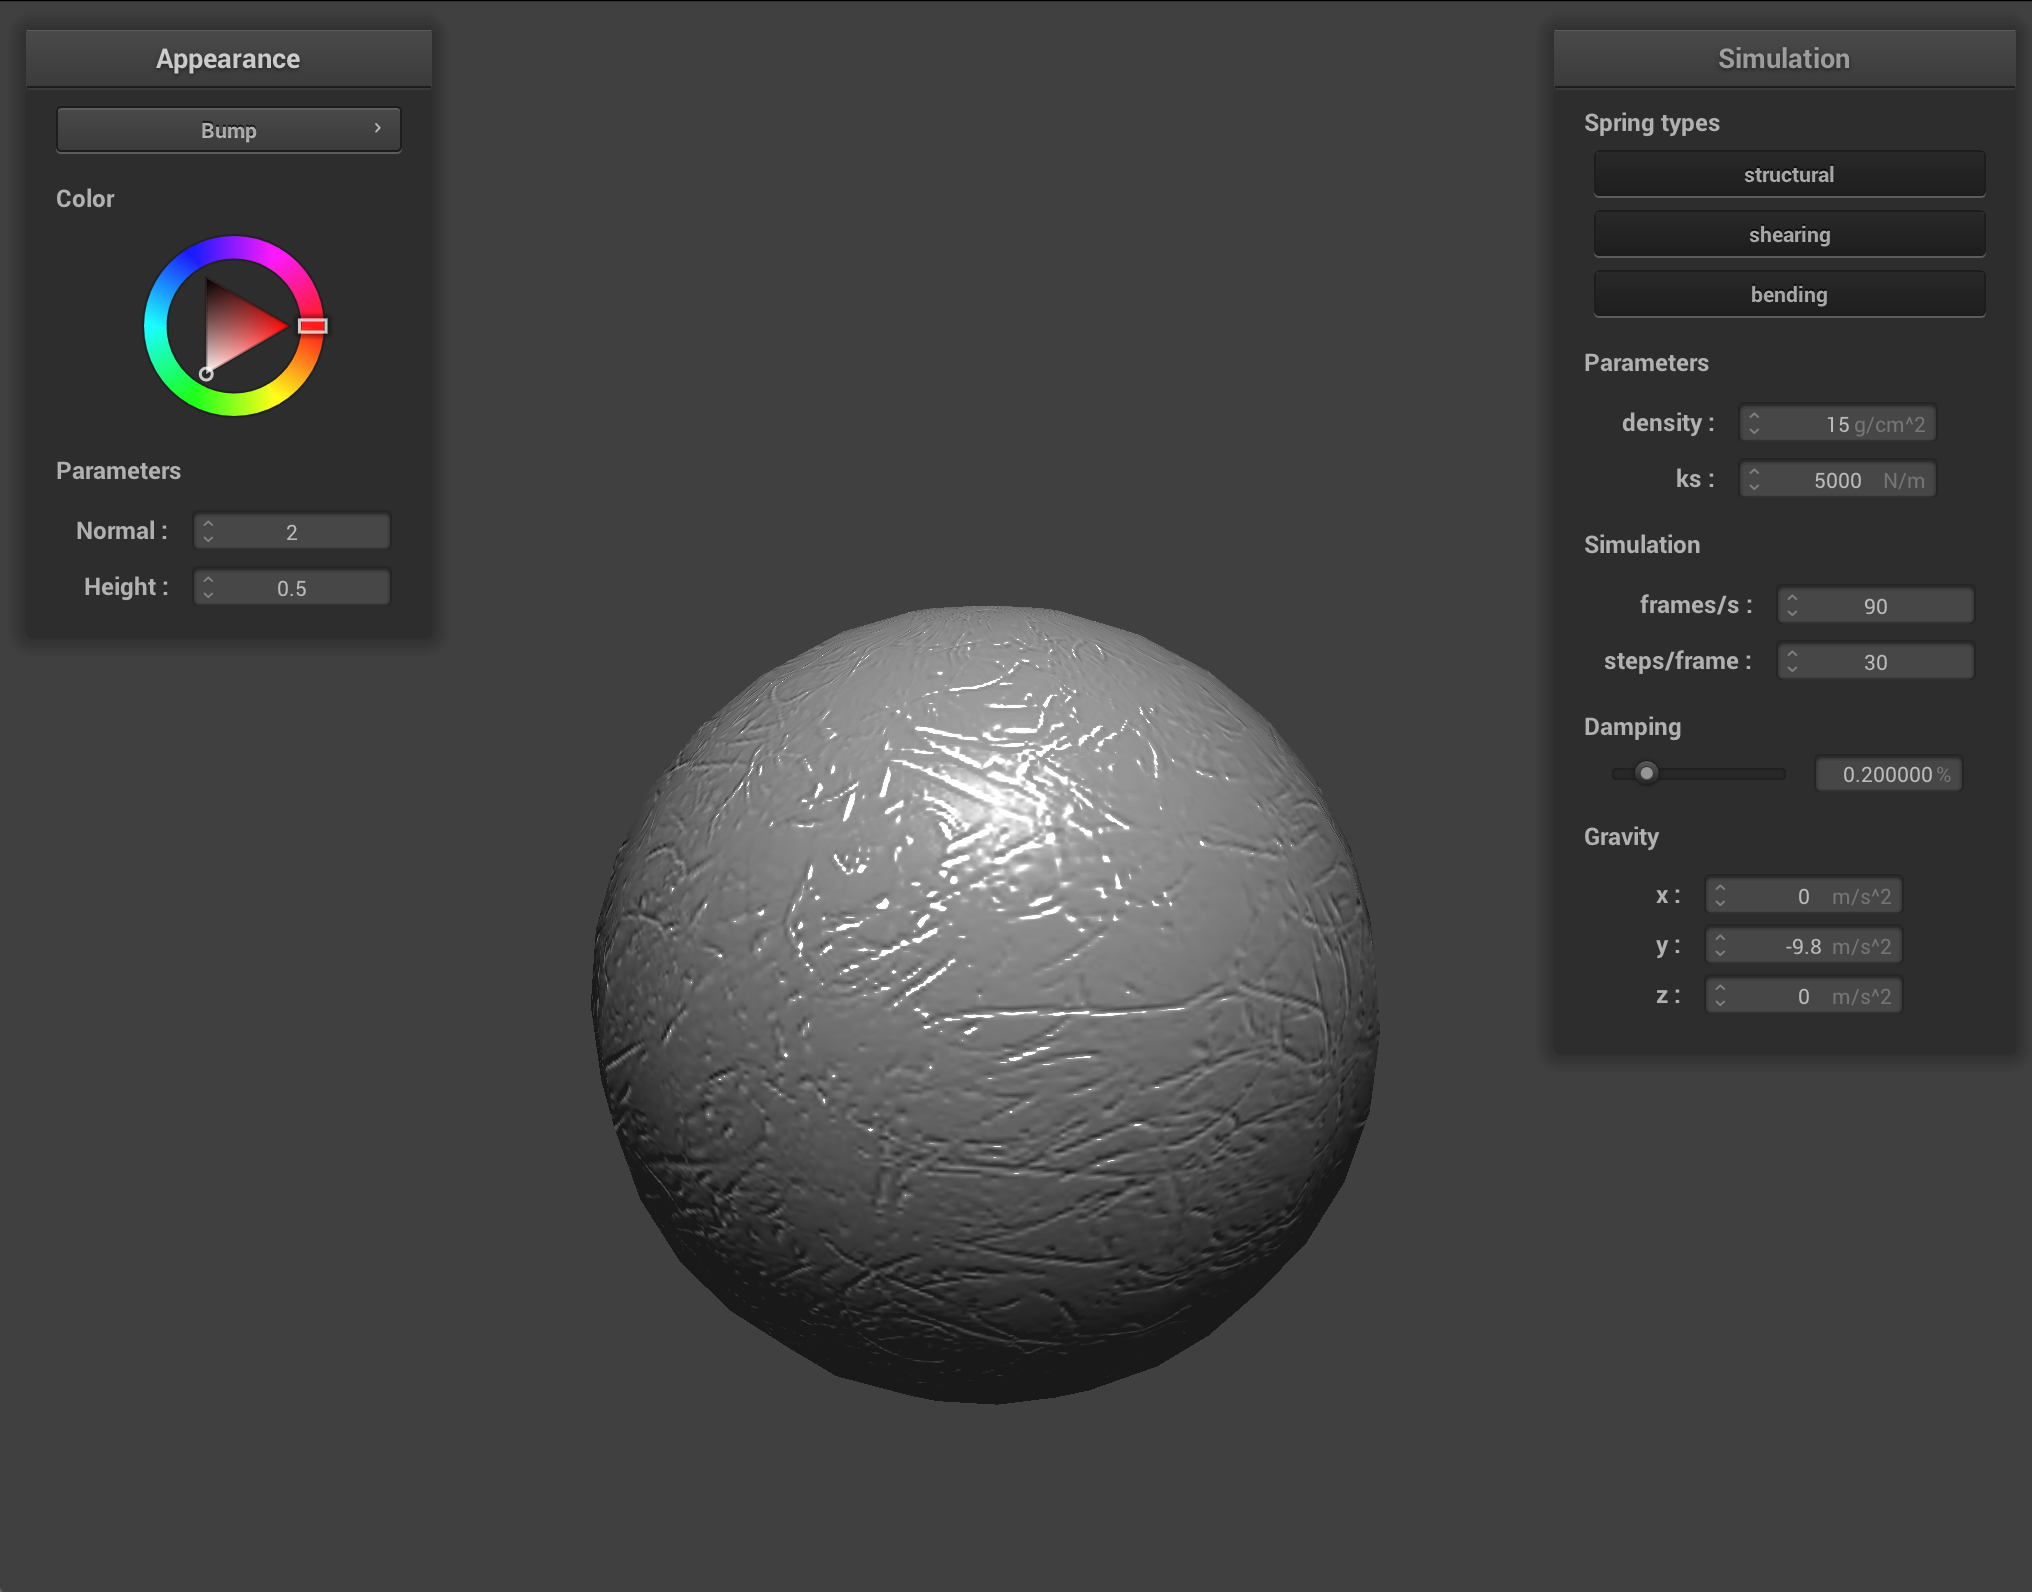 Appearance
Bump
Color
Parameters
Normal : 2
Height : 0.5
Simulation
Spring types
structural
shearing
bending
Parameters
density : 15 g/cm^2
ks : 5000 N/m
Simulation
frames/s : 90
steps/frame : 30
Damping
0.200000 %
Gravity
x : 0 m/s^2
y : -9.8 m/s^2
z : 0 m/s^2